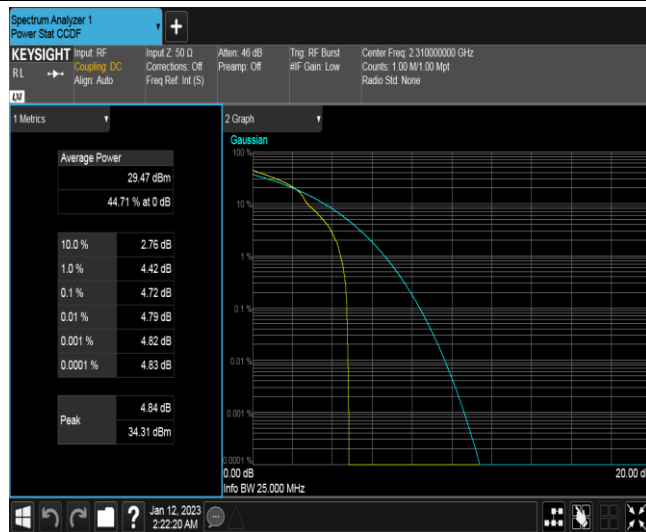 Spectrum Analyzer 1
Power Stat CCDF
+
KEYSIGHT
RL
Input: RF
Coupling: DC
Align: Auto
Input Z: 50 Ω
Corrections: Off
Freq Ref: Int (S)
Atten: 46 dB
Preamp: Off
Trig: RF Burst
#IF Gain: Low
Center Freq: 2.310000000 GHz
Counts: 1.00 M/1.00 Mpt
Radio Std: None
LXI
1 Metrics
Average Power
29.47 dBm
44.71 % at 0 dB
10.0 % 2.76 dB
1.0 % 4.42 dB
0.1 % 4.72 dB
0.01 % 4.79 dB
0.001 % 4.82 dB
0.0001 % 4.83 dB
Peak
4.84 dB
34.31 dBm
2 Graph
Gaussian
100 %
10 %
1 %
0.1 %
0.01 %
0.001 %
0.0001 %
0.00 dB
20.00 d
Info BW 25.000 MHz
?
Jan 12, 2023
2:22:20 AM